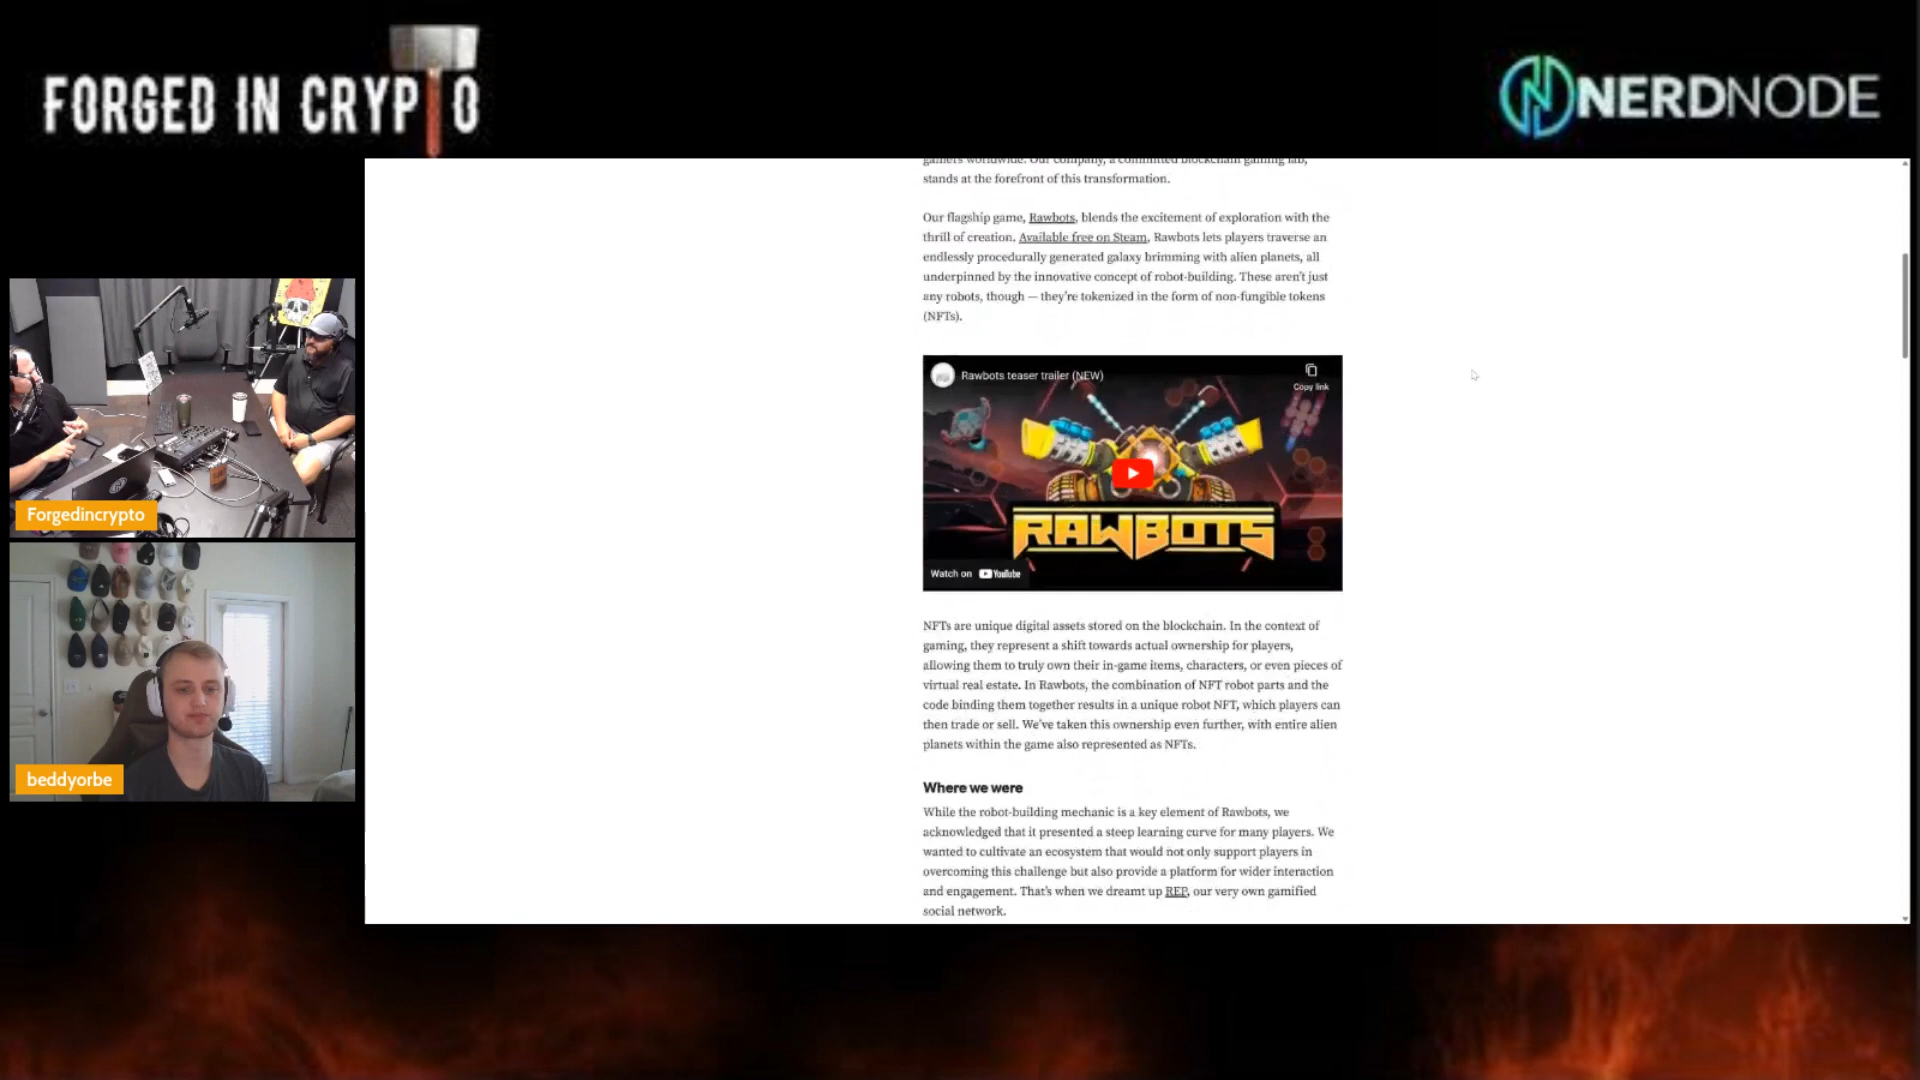 FORGED IN CRYPTO
NERDNODE
gamers worldwide. Our company, a committed blockchain gaming lab,
stands at the forefront of this transformation.
Our flagship game, Rawbots, blends the excitement of exploration with the
thrill of creation. Available free on Steam, Rawbots lets players traverse an
endlessly procedurally generated galaxy brimming with alien planets, all
underpinned by the innovative concept of robot-building. These aren't just
any robots, though — they're tokenized in the form of non-fungible tokens
(NFTs).
Rawbots teaser trailer (NEW)
Copy link
RAWBOTS
Watch on YouTube
NFTs are unique digital assets stored on the blockchain. In the context of
gaming, they represent a shift towards actual ownership for players,
allowing them to truly own their in-game items, characters, or even pieces of
virtual real estate. In Rawbots, the combination of NFT robot parts and the
code binding them together results in a unique robot NFT, which players can
then trade or sell. We've taken this ownership even further, with entire alien
planets within the game also represented as NFTs.
Where we were
While the robot-building mechanic is a key element of Rawbots, we
acknowledged that it presented a steep learning curve for many players. We
wanted to cultivate an ecosystem that would not only support players in
overcoming this challenge but also provide a platform for wider interaction
and engagement. That's when we dreamt up REP, our very own gamified
social network.
Forgedincrypto
beddyorbe